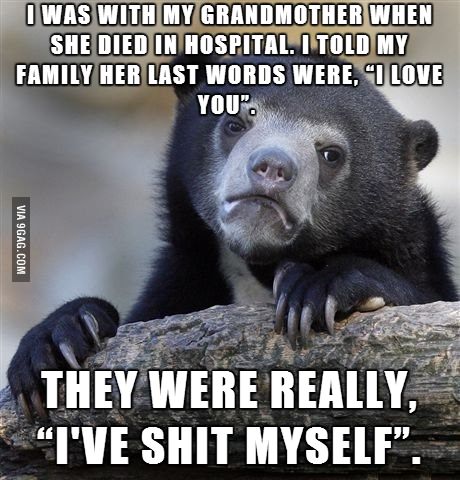 I WAS WITH MY GRANDMOTHER WHEN
SHE DIED IN HOSPITAL. I TOLD MY
FAMILY HER LAST WORDS WERE, “I LOVE
YOU”.
VIA 9GAG.COM
THEY WERE REALLY,
“I'VE SHIT MYSELF”.